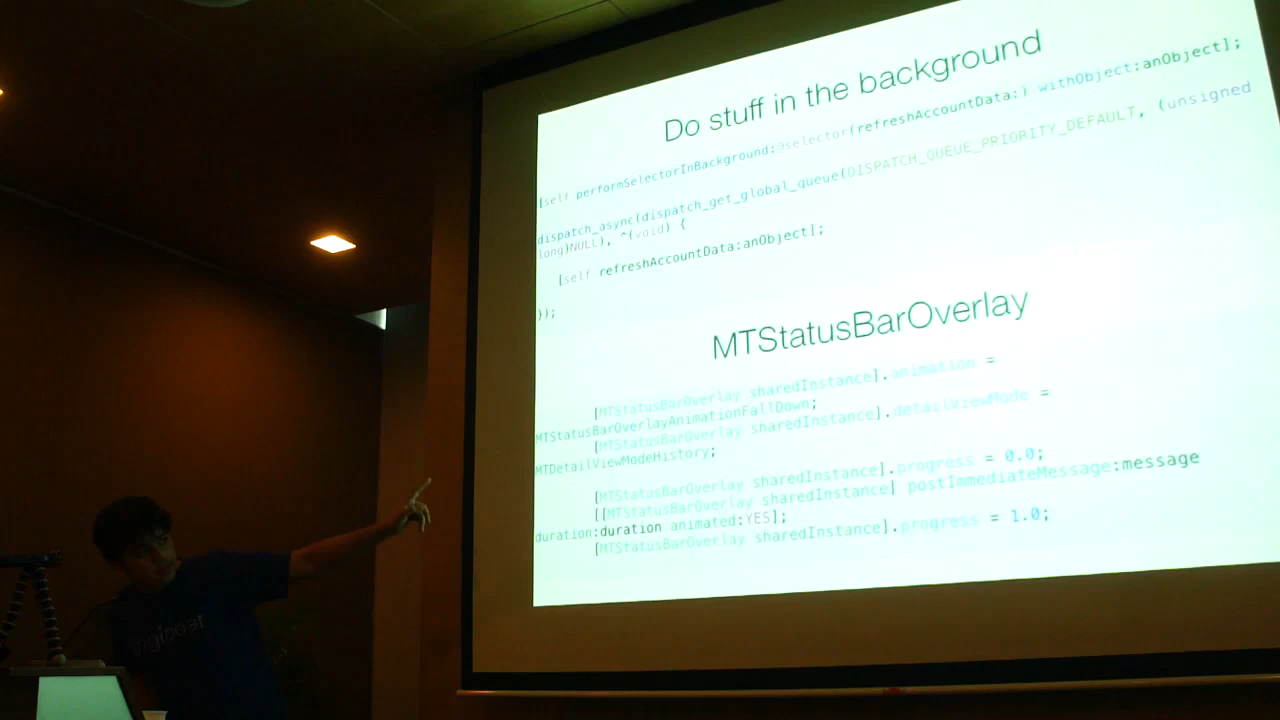 Do stuff in the background
[self performSelectorInBackground:@selector(refreshAccountData:) withObject:anObject];
dispatch_async(dispatch_get_global_queue(DISPATCH_QUEUE_PRIORITY_DEFAULT, (unsigned
long)NULL), ^(void) {
[self refreshAccountData:anObject];
});
MTStatusBarOverlay
[MTStatusBarOverlay sharedInstance].animation =
MTStatusBarOverlayAnimationFallDown;
[MTStatusBarOverlay sharedInstance].detailViewMode =
MTDetailViewModeHistory;
[MTStatusBarOverlay sharedInstance].progress = 0.0;
[[MTStatusBarOverlay sharedInstance] postImmediateMessage:message
duration:duration animated:YES];
[MTStatusBarOverlay sharedInstance].progress = 1.0;